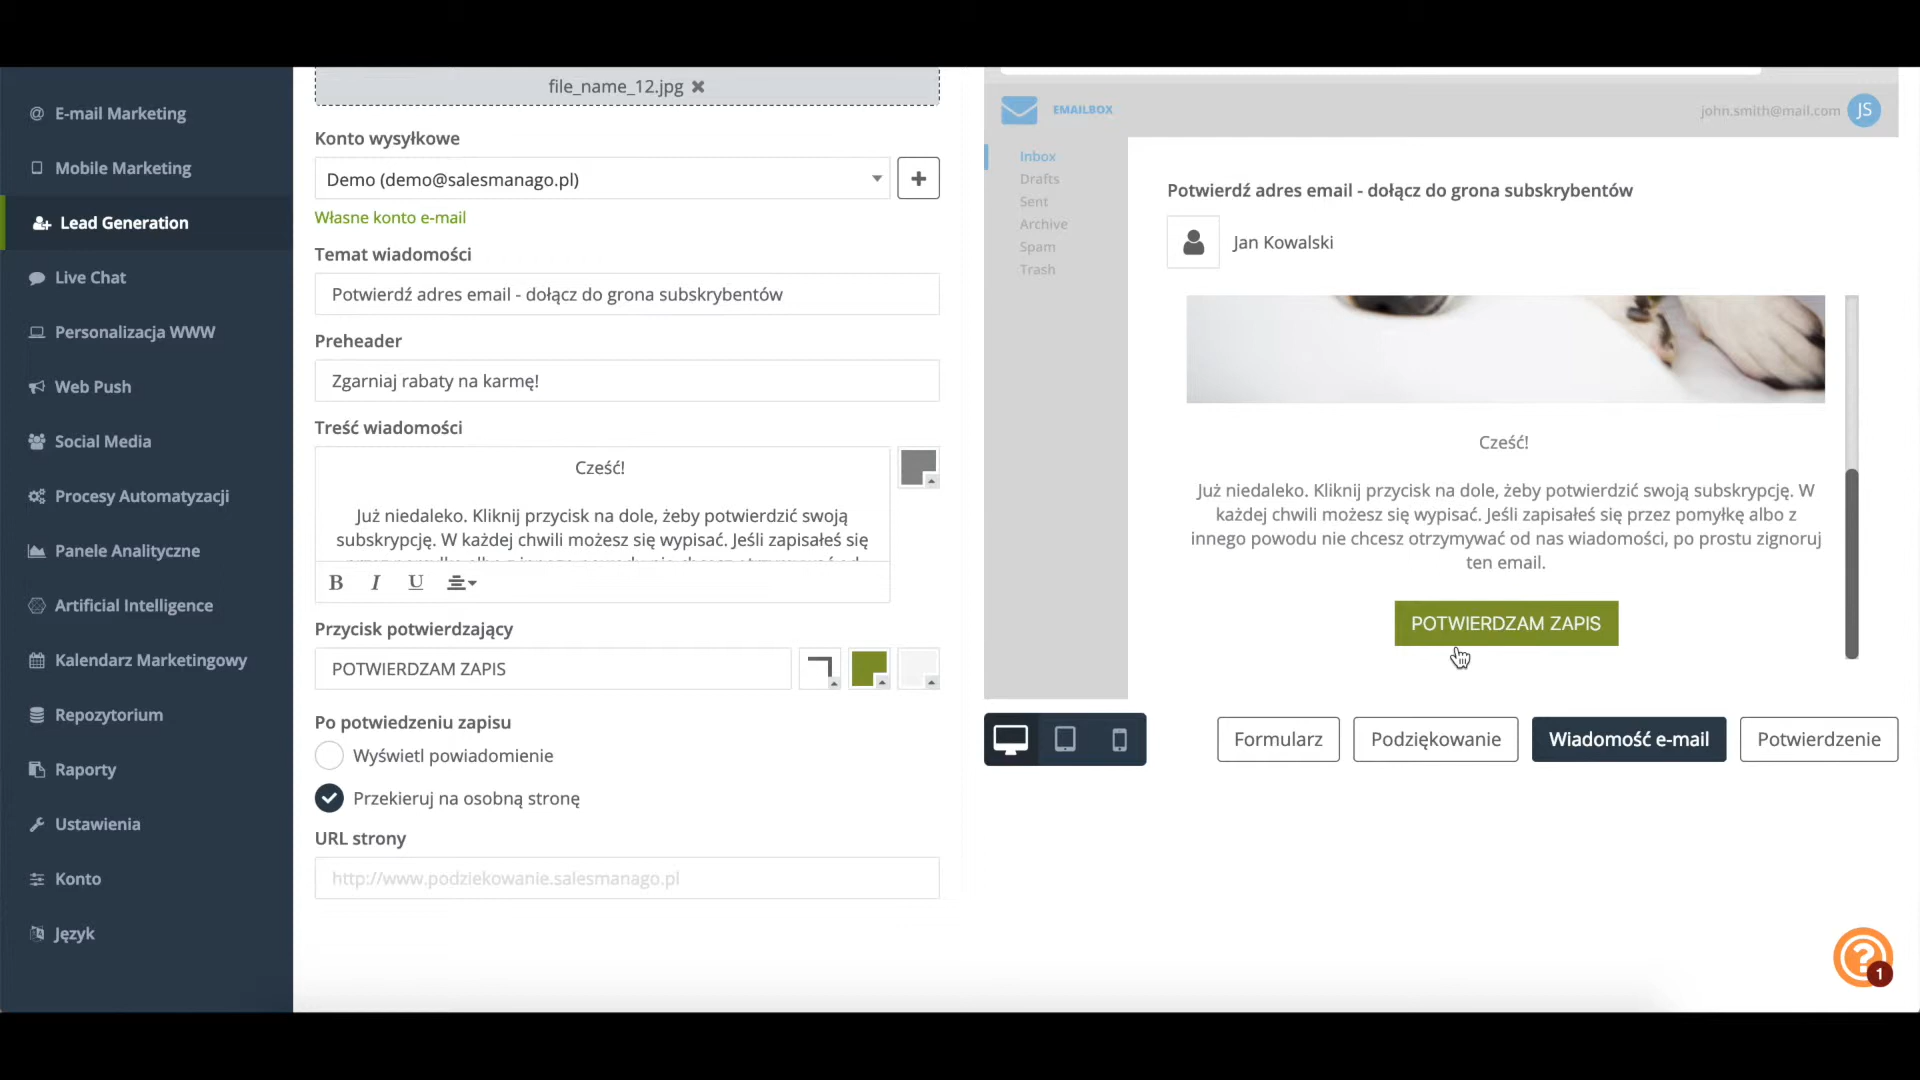 E-mail Marketing
Mobile Marketing
Lead Generation
Live Chat
Personalizacja WWW
Web Push
Social Media
Procesy Automatyzacji
Panele Analityczne
Artificial Intelligence
Kalendarz Marketingowy
Repozytorium
Raporty
Ustawienia
Konto
Język
file_name_12.jpg
Konto wysyłkowe
Demo (demo@salesmanago.pl)
Własne konto e-mail
Temat wiadomości
Potwierdź adres email - dołącz do grona subskrybentów
Preheader
Zgarniaj rabaty na karmę!
Treść wiadomości
Cześć!
Już niedaleko. Kliknij przycisk na dole, żeby potwierdzić swoją
subskrypcję. W każdej chwili możesz się wypisać. Jeśli zapisałeś się
B I U
Przycisk potwierdzający
POTWIERDZAM ZAPIS
Po potwiedzeniu zapisu
Wyświetl powiadomienie
Przekieruj na osobną stronę
URL strony
http://www.podziekowanie.salesmanago.pl
EMAILBOX
john.smith@mail.com JS
Inbox
Drafts
Sent
Archive
Spam
Trash
Potwierdź adres email - dołącz do grona subskrybentów
Jan Kowalski
Cześć!
Już niedaleko. Kliknij przycisk na dole, żeby potwierdzić swoją subskrypcję. W
każdej chwili możesz się wypisać. Jeśli zapisałeś się przez pomyłkę albo z
innego powodu nie chcesz otrzymywać od nas wiadomości, po prostu zignoruj
ten email.
POTWIERDZAM ZAPIS
Formularz
Podziękowanie
Wiadomość e-mail
Potwierdzenie
1